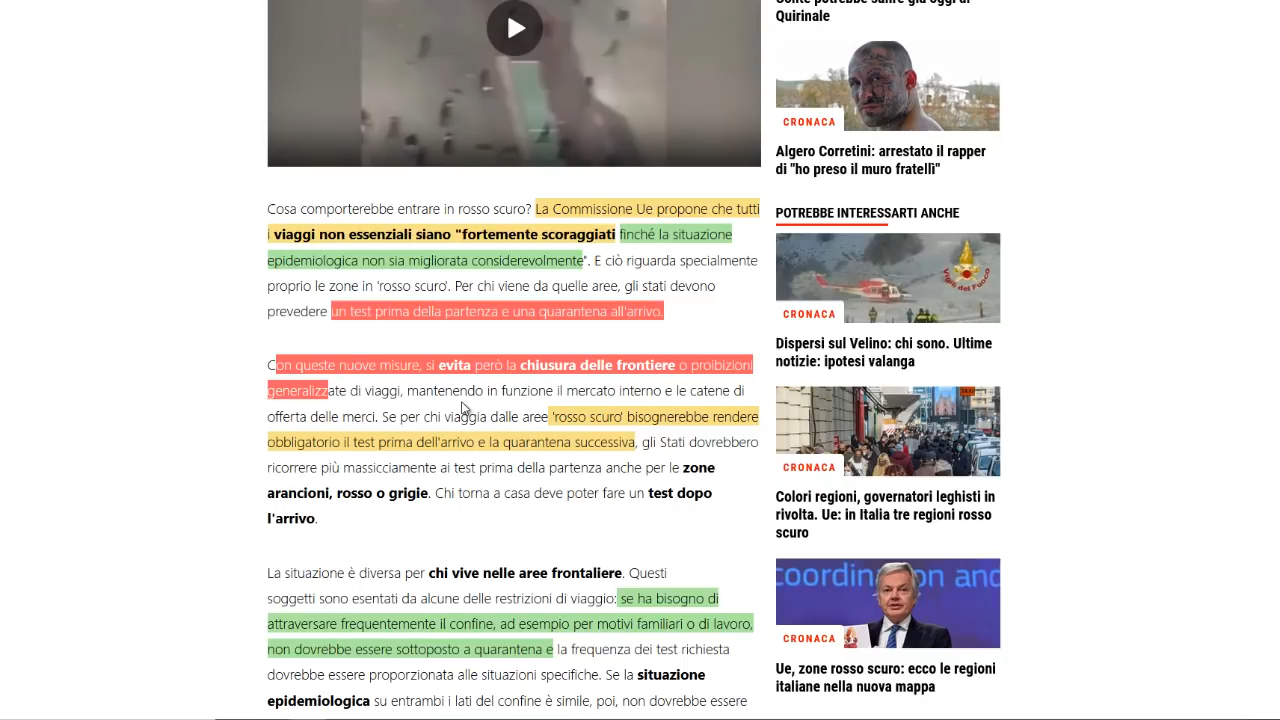 Cosa comporterebbe entrare in rosso scuro? La Commissione Ue propone che tutti
i viaggi non essenziali siano "fortemente scoraggiati finché la situazione
epidemiologica non sia migliorata considerevolmente". E ciò riguarda specialmente
proprio le zone in 'rosso scuro'. Per chi viene da quelle aree, gli stati devono
prevedere un test prima della partenza e una quarantena all'arrivo.
Con queste nuove misure, si evita però la chiusura delle frontiere o proibizioni
generalizzate di viaggi, mantenendo in funzione il mercato interno e le catene di
offerta delle merci. Se per chi viaggia dalle aree 'rosso scuro' bisognerebbe rendere
obbligatorio il test prima dell'arrivo e la quarantena successiva, gli Stati dovrebbero
ricorrere più massicciamente ai test prima della partenza anche per le zone
arancioni, rosso o grigie. Chi torna a casa deve poter fare un test dopo
l'arrivo.
La situazione è diversa per chi vive nelle aree frontaliere. Questi
soggetti sono esentati da alcune delle restrizioni di viaggio: se ha bisogno di
attraversare frequentemente il confine, ad esempio per motivi familiari o di lavoro,
non dovrebbe essere sottoposto a quarantena e la frequenza dei test richiesta
dovrebbe essere proporzionata alle situazioni specifiche. Se la situazione
epidemiologica su entrambi i lati del confine è simile, poi, non dovrebbe essere
Conte potrebbe salire già oggi al
Quirinale
CRONACA
Algero Corretini: arrestato il rapper
di "ho preso il muro fratellì"
POTREBBE INTERESSARTI ANCHE
Vigili del Fuoco
CRONACA
Dispersi sul Velino: chi sono. Ultime
notizie: ipotesi valanga
CRONACA
Colori regioni, governatori leghisti in
rivolta. Ue: in Italia tre regioni rosso
scuro
coordination and
CRONACA
Ue, zone rosso scuro: ecco le regioni
italiane nella nuova mappa